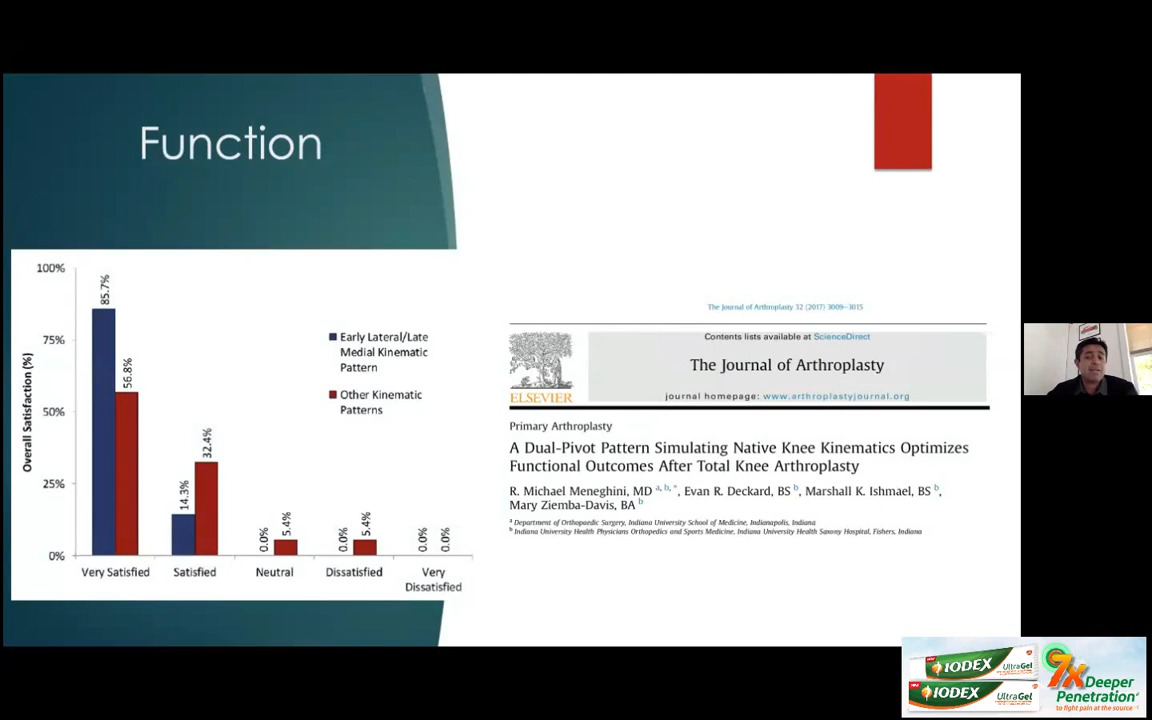 Function
100%
75%
50%
25%
0%
Overall Satisfaction (%)
85.7%
56.8%
14.3%
32.4%
0.0%
5.4%
0.0%
5.4%
0.0%
0.0%
Very Satisfied
Satisfied
Neutral
Dissatisfied
Very
Dissatisfied
Early Lateral/Late
Medial Kinematic
Pattern
Other Kinematic
Patterns
The Journal of Arthroplasty 32 (2017) 3009–3015
Contents lists available at ScienceDirect
The Journal of Arthroplasty
journal homepage: www.arthroplastyjournal.org
ELSEVIER
Primary Arthroplasty
A Dual-Pivot Pattern Simulating Native Knee Kinematics Optimizes
Functional Outcomes After Total Knee Arthroplasty
R. Michael Meneghini, MD a, b, *, Evan R. Deckard, BS b, Marshall K. Ishmael, BS b,
Mary Ziemba-Davis, BA b
a Department of Orthopaedic Surgery, Indiana University School of Medicine, Indianapolis, Indiana
b Indiana University Health Physicians Orthopedics and Sports Medicine, Indiana University Health Saxony Hospital, Fishers, Indiana
IODEX
UltraGel
IODEX
UltraGel
7X Deeper
Penetration*
to fight pain at the source